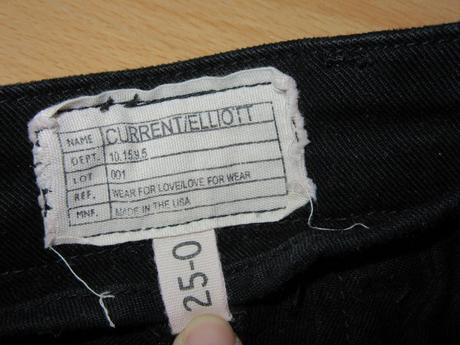 NAME CURRENT/ELLIOTT
DEPT. 10.15.9.5
LOT 001
REF. WEAR FOR LOVE/LOVE FOR WEAR
MNF. MADE IN THE USA
25-0